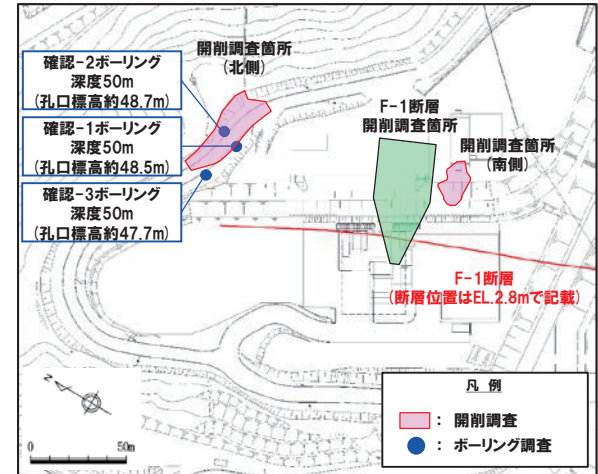 確認-2ボーリング
深度50m
(孔口標高約48.7m)
確認-1ボーリング
深度50m
(孔口標高約48.5m)
確認-3ボーリング
深度50m
(孔口標高約47.7m)
開削調査箇所
(北側)
F-1断層
開削調査箇所
開削調査箇所
(南側)
F-1断層
(断層位置はEL.2.8mで記載)
N
0 50m
凡 例
： 開削調査
： ボーリング調査